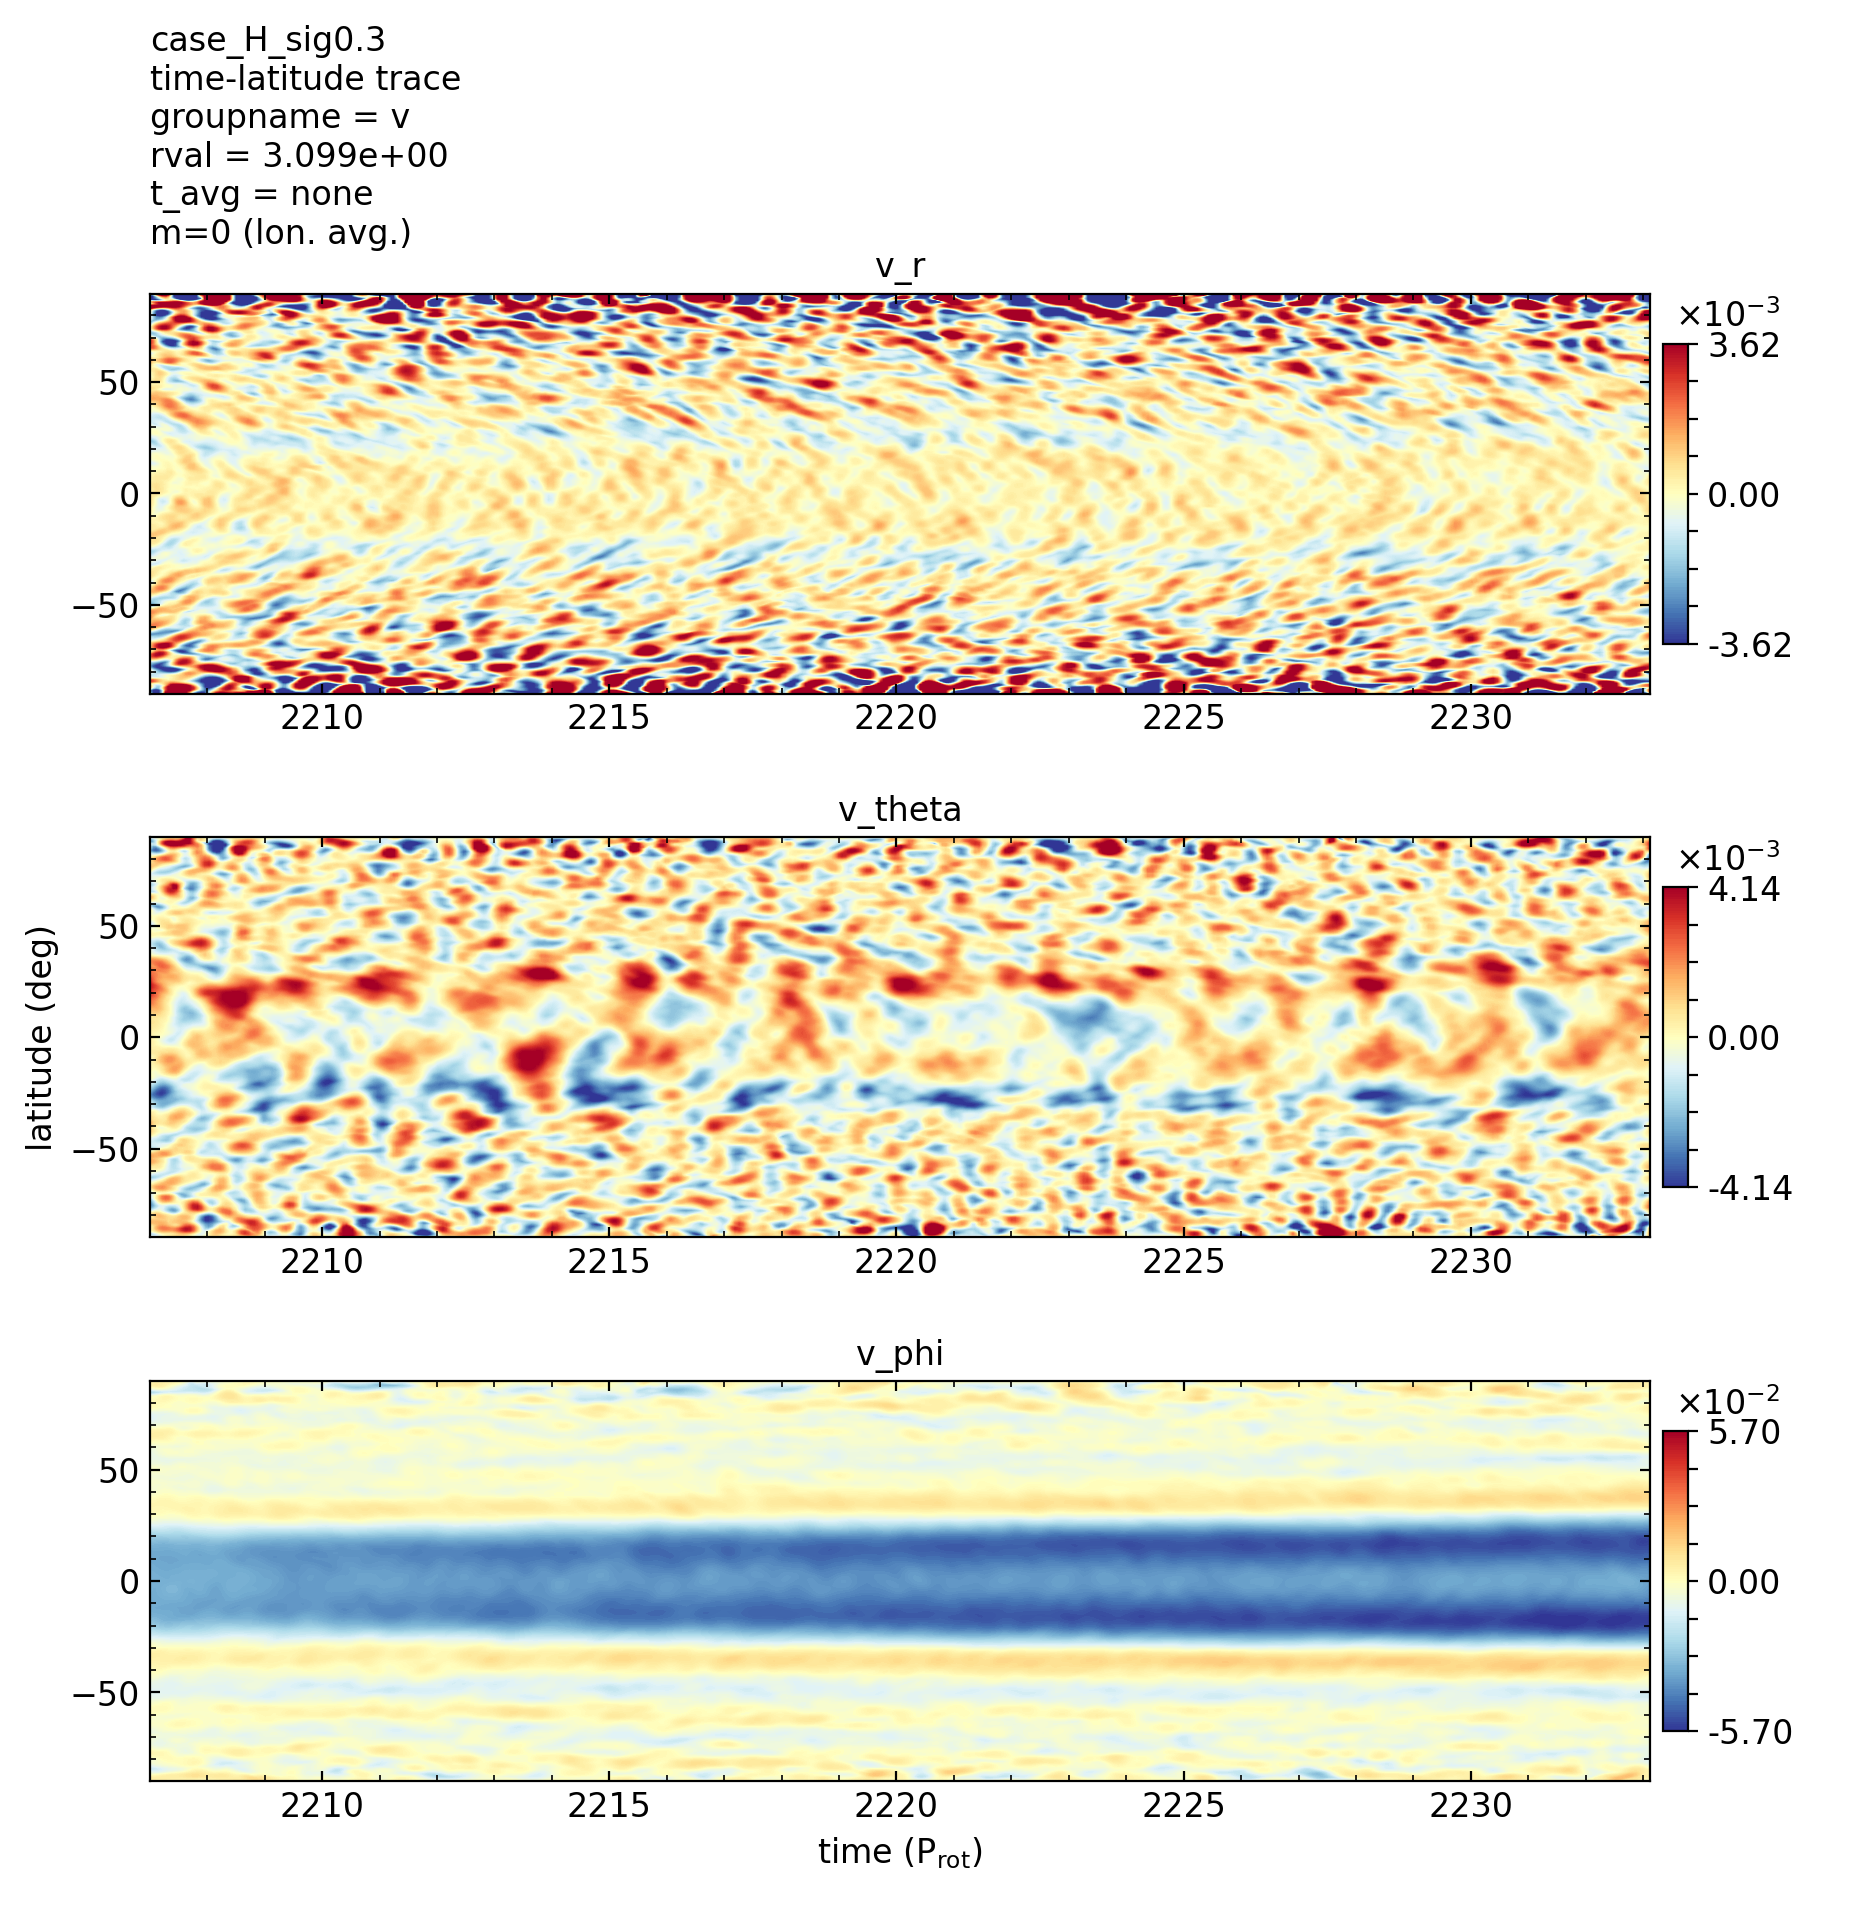 case_H_sig0.3
time-latitude trace
groupname = v
rval = 3.099e+00
t_avg = none
m=0 (lon. avg.)
v_r
×10⁻³
3.62
0.00
-3.62
50
0
−50
2210 2215 2220 2225 2230
v_theta
×10⁻³
4.14
0.00
-4.14
latitude (deg)
50
0
−50
2210 2215 2220 2225 2230
v_phi
×10⁻²
5.70
0.00
-5.70
50
0
−50
2210 2215 2220 2225 2230
time (P_rot)